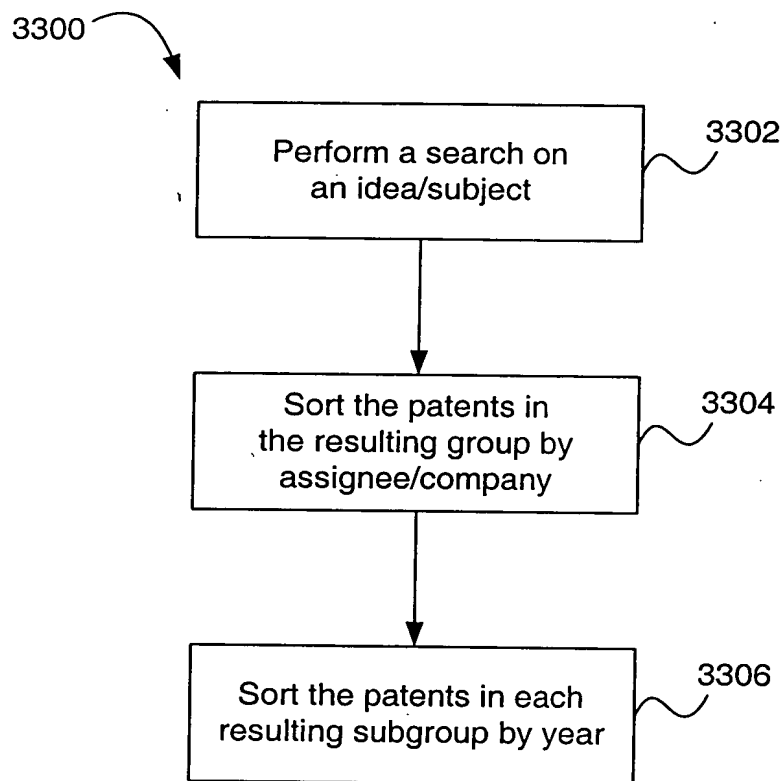 3300
Perform a search on
an idea/subject
3302
Sort the patents in
the resulting group by
assignee/company
3304
Sort the patents in each
resulting subgroup by year
3306